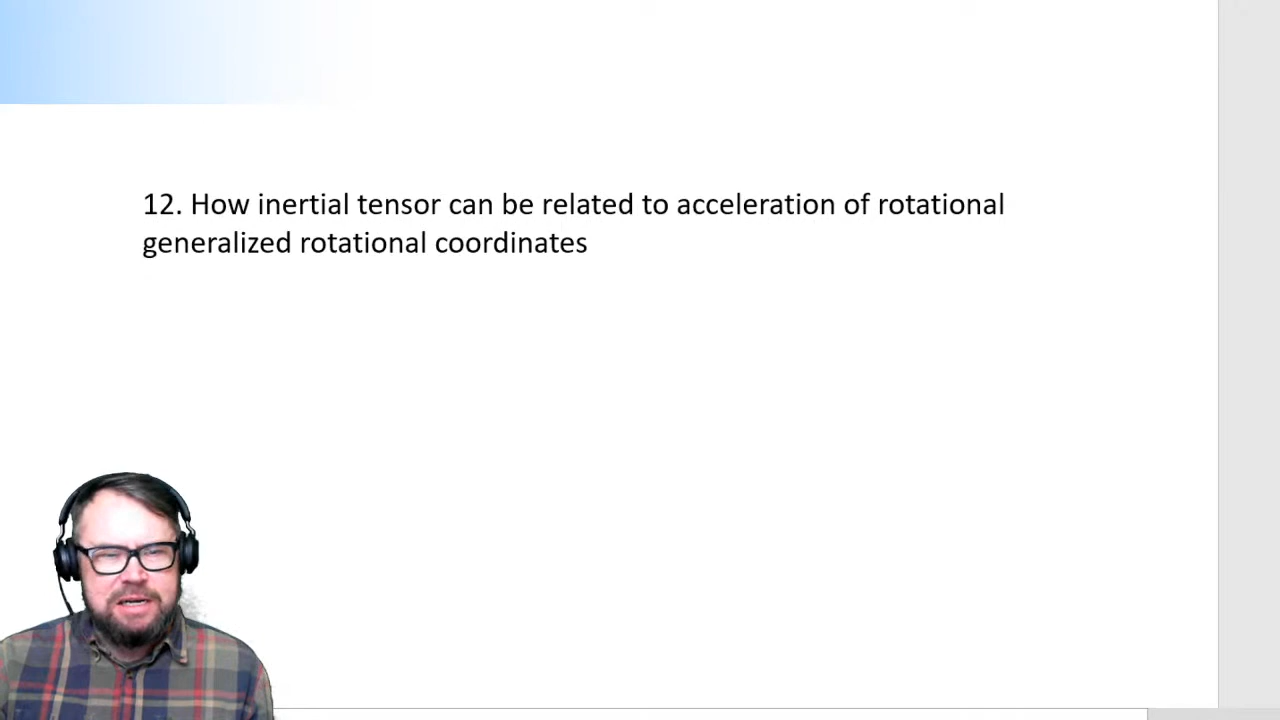 12. How inertial tensor can be related to acceleration of rotational
generalized rotational coordinates